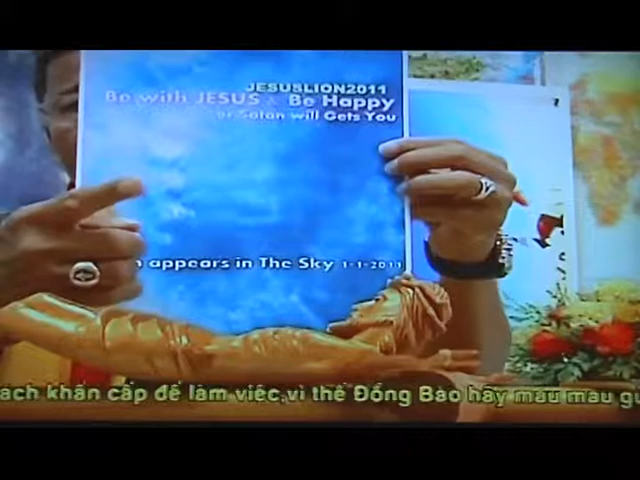 JESUSLION2011
Be with JESUS & Be Happy
or Satan will Gets You
appears in The Sky 1-1-2011
khẩn cấp để làm việc, vì thế Đồng Bào hãy mau mau